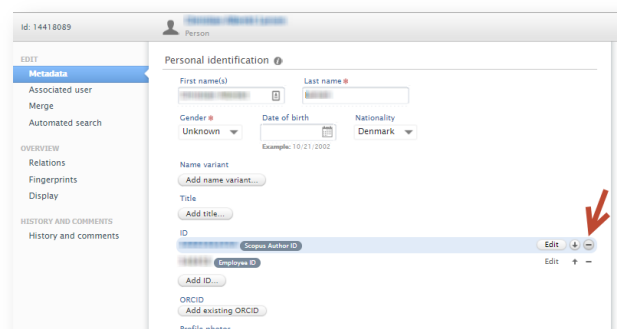 Id: 14418089
Person
EDIT
Metadata
Associated user
Merge
Automated search
OVERVIEW
Relations
Fingerprints
Display
HISTORY AND COMMENTS
History and comments
Personal identification
First name(s)
Last name
Gender
Date of birth
Nationality
Unknown
Denmark
Example: 10/21/2002
Name variant
Add name variant...
Title
Add title...
ID
Scopus Author ID
Edit
Employee ID
Edit
Add ID...
ORCID
Add existing ORCID
Profile photos